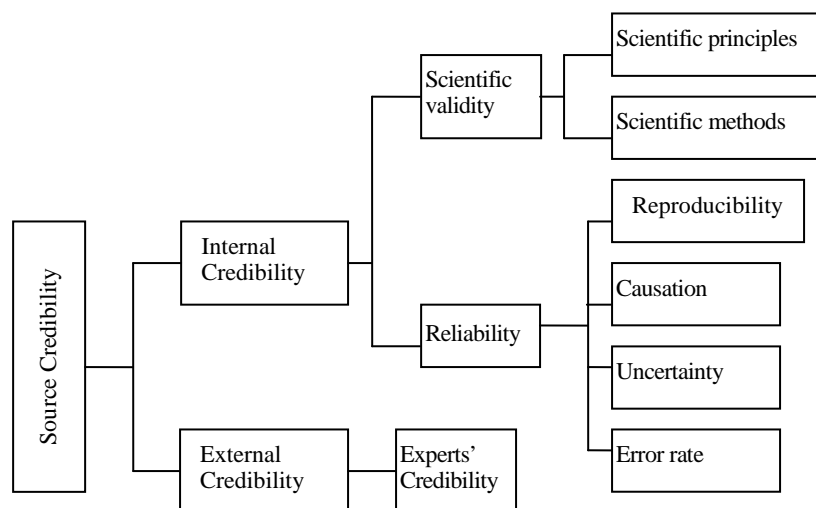 Source Credibility
Internal
Credibility
External
Credibility
Scientific
validity
Reliability
Experts’
Credibility
Scientific principles
Scientific methods
Reproducibility
Causation
Uncertainty
Error rate